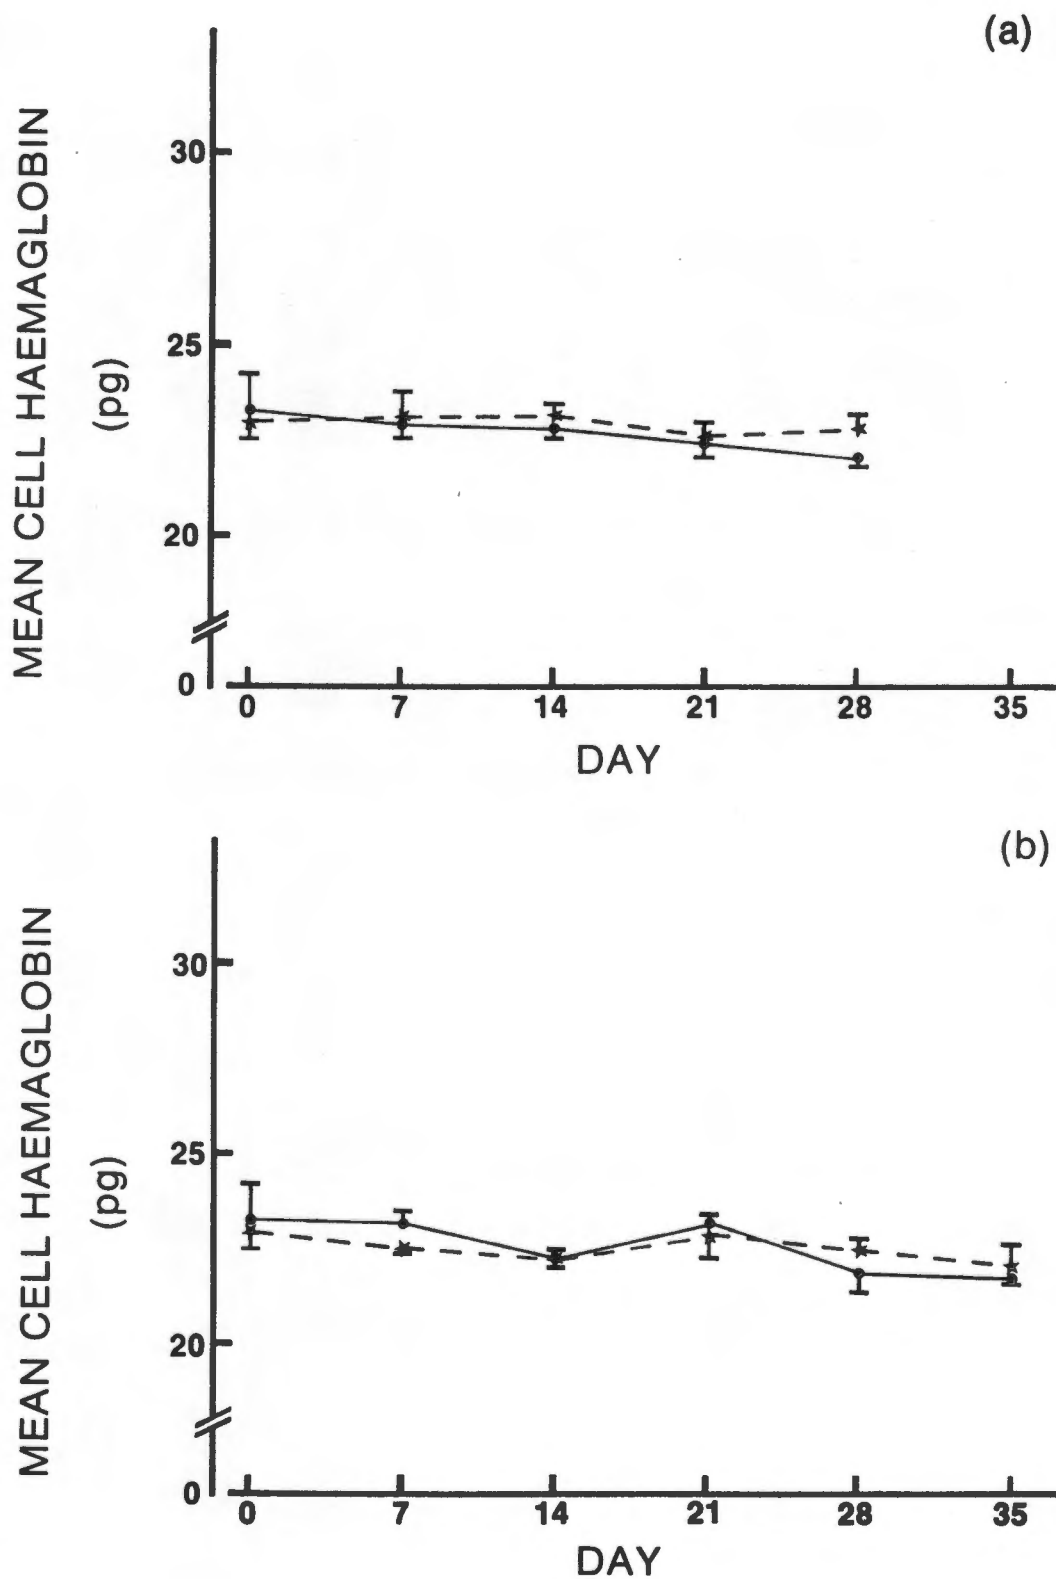 (a)
MEAN CELL HAEMAGLOBIN
(pg)
30
25
20
0
0 7 14 21 28 35
DAY
(b)
MEAN CELL HAEMAGLOBIN
(pg)
30
25
20
0
0 7 14 21 28 35
DAY